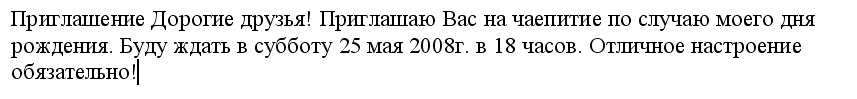 Приглашение Дорогие друзья! Приглашаю Вас на чаепитие по случаю моего дня
рождения. Буду ждать в субботу 25 мая 2008г. в 18 часов. Отличное настроение
обязательно!